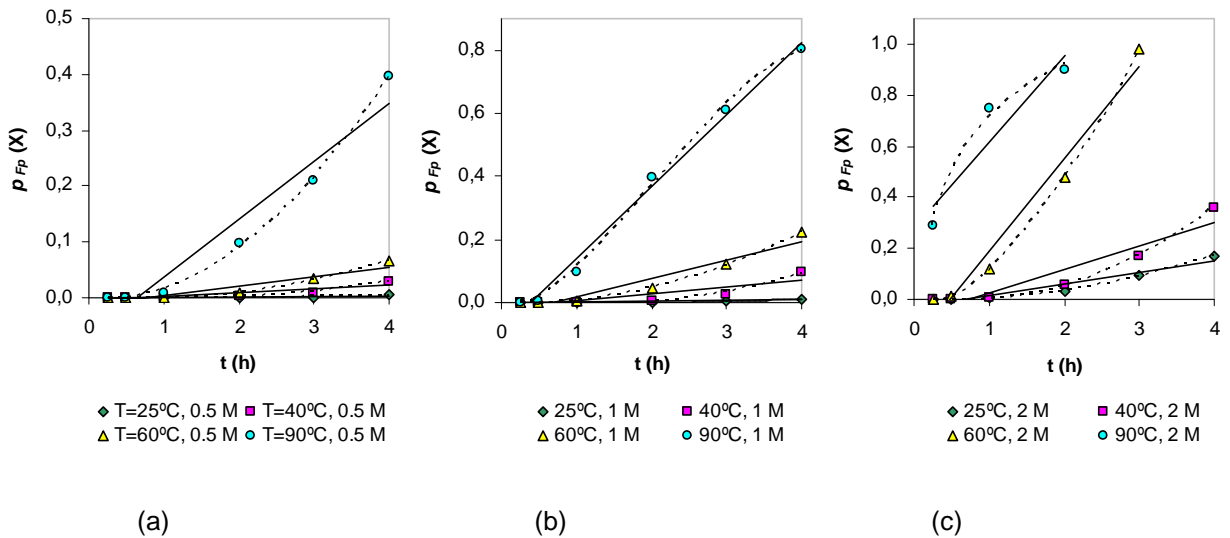 0,5
0,4
0,3
0,2
0,1
0,0
p Fp (X)
0 1 2 3 4
t (h)
T=25ºC, 0.5 M T=40ºC, 0.5 M
T=60ºC, 0.5 M T=90ºC, 0.5 M
(a)
0,8
0,6
0,4
0,2
0,0
p Fp (X)
0 1 2 3 4
t (h)
25ºC, 1 M 40ºC, 1 M
60ºC, 1 M 90ºC, 1 M
(b)
1,0
0,8
0,6
0,4
0,2
0,0
p Fp (X)
0 1 2 3 4
t (h)
25ºC, 2 M 40ºC, 2 M
60ºC, 2 M 90ºC, 2 M
(c)